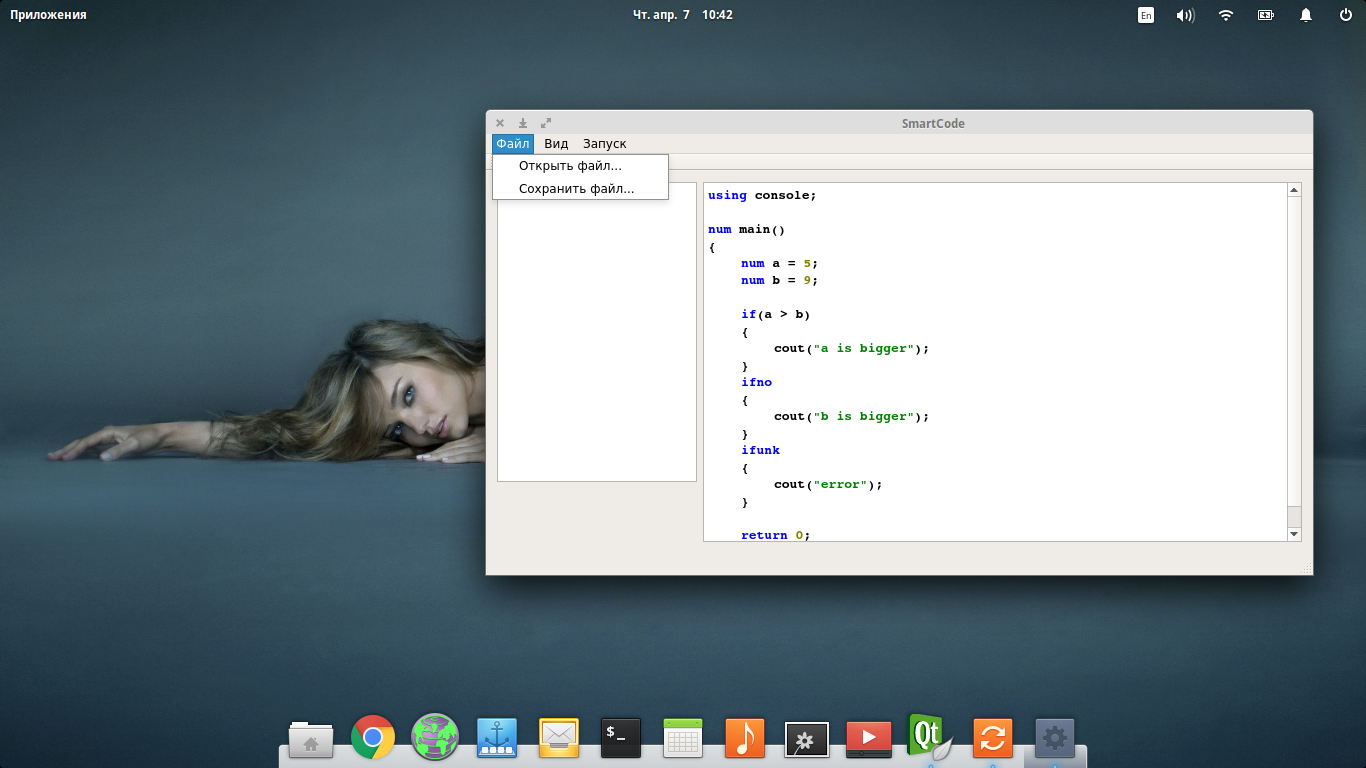 Приложения
Чт. апр. 7 10:42
En
SmartCode
Файл Вид Запуск
Открыть файл...
Сохранить файл...
using console;
num main()
{
num a = 5;
num b = 9;
if(a > b)
{
cout("a is bigger");
}
ifno
{
cout("b is bigger");
}
ifunk
{
cout("error");
}
return 0;
$_
Qt